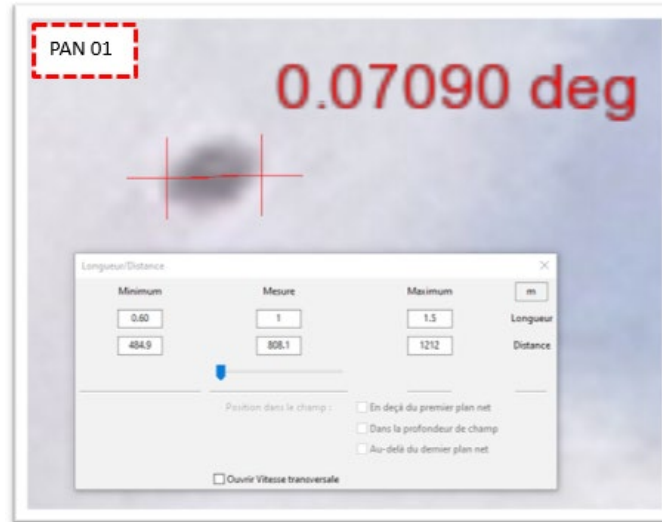 PAN 01
0.07090 deg
Longueur/Distance
Minimum Mesure Maximum m
0.60 1 1.5 Longueur
484.9 808.1 1212 Distance
Position dans le champ : En deçà du premier plan net
Dans la profondeur de champ
Au-delà du dernier plan net
Ouvrir Vitesse transversale